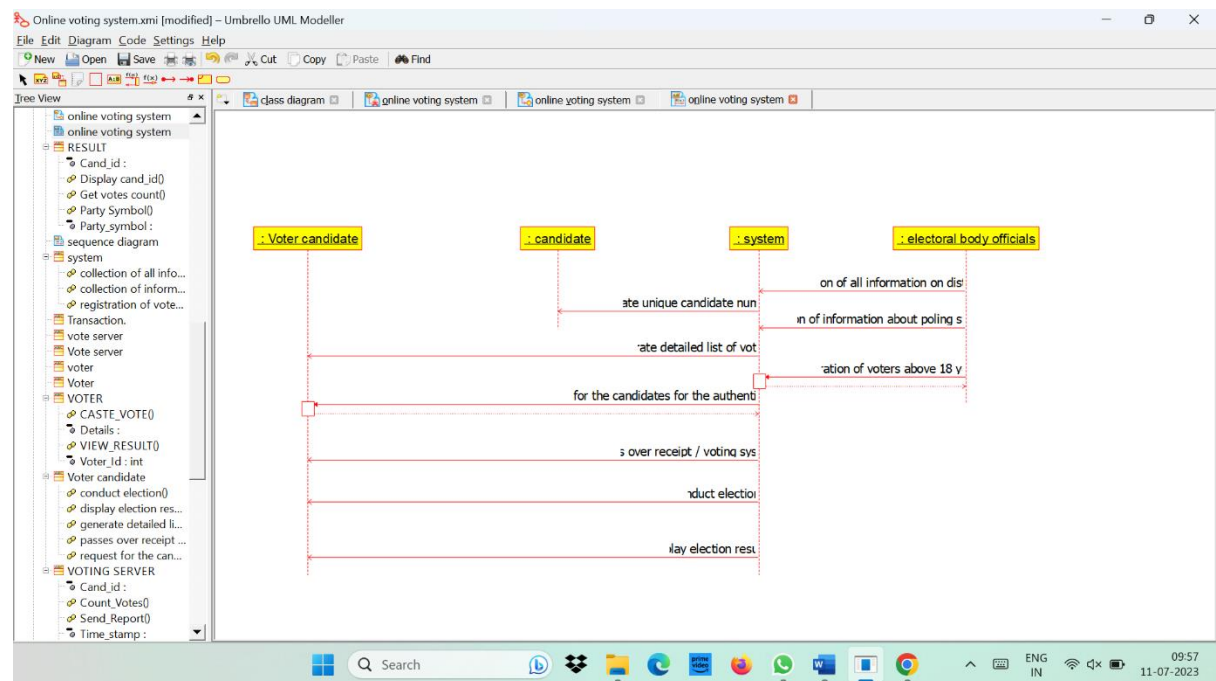 Online voting system.xmi [modified] – Umbrello UML Modeller
File Edit Diagram Code Settings Help
New Open Save Cut Copy Paste Find
Tree View
class diagram
online voting system
online voting system
online voting system
online voting system
online voting system
RESULT
Cand_id :
Display cand_id()
Get votes count()
Party Symbol()
Party_symbol :
sequence diagram
system
collection of all info...
collection of inform...
registration of vote...
Transaction.
vote server
Vote server
voter
Voter
VOTER
CASTE_VOTE()
Details :
VIEW_RESULT()
Voter_Id : int
Voter candidate
conduct election()
display election res...
generate detailed li...
passes over receipt ...
request for the can...
VOTING SERVER
Cand_id :
Count_Votes()
Send_Report()
Time_stamp :
: Voter candidate
: candidate
: system
: electoral body officials
on of all information on dis
ate unique candidate num
n of information about poling s
rate detailed list of vot
ration of voters above 18 y
for the candidates for the authenti
s over receipt / voting sys
nduct election
lay election resu
Search
prime video
ENG
IN
09:57
11-07-2023